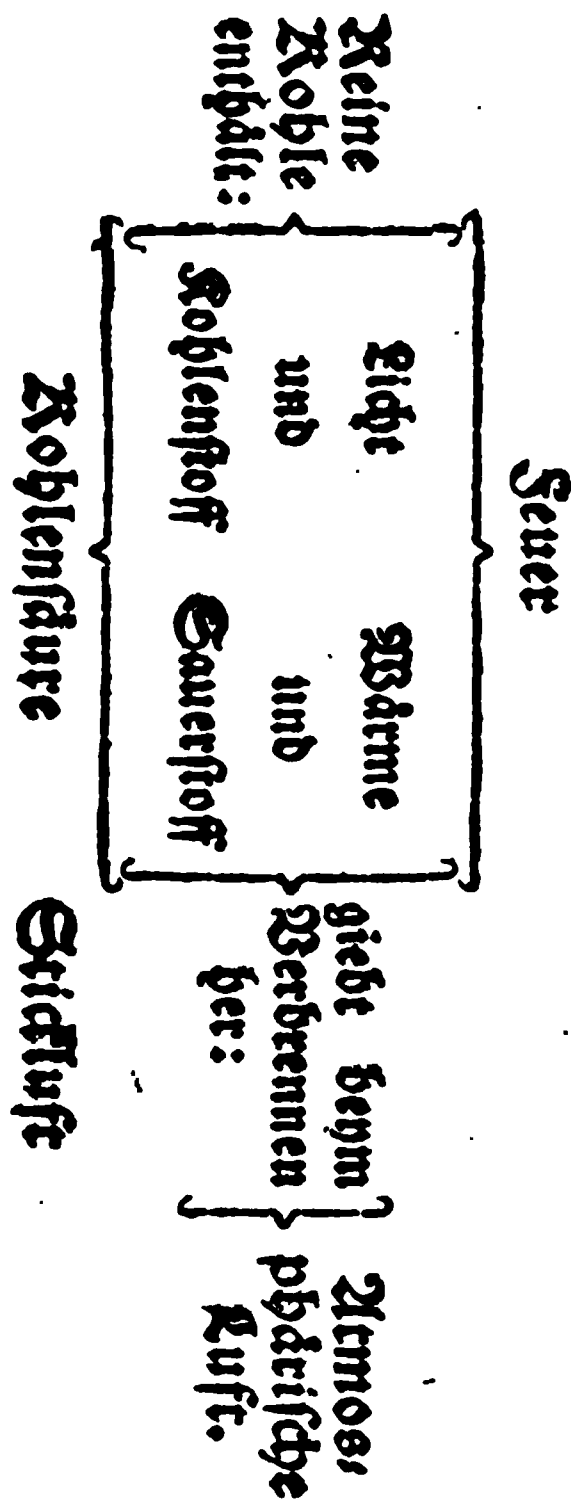 Feuer
Reine
Kohle
enthält:
Licht
und
Kohlenstoff
Wärme
und
Sauerstoff
giebt beym
Verbrennen
her:
Atmos-
phärische
Luft.
Kohlensäure
Stickluft